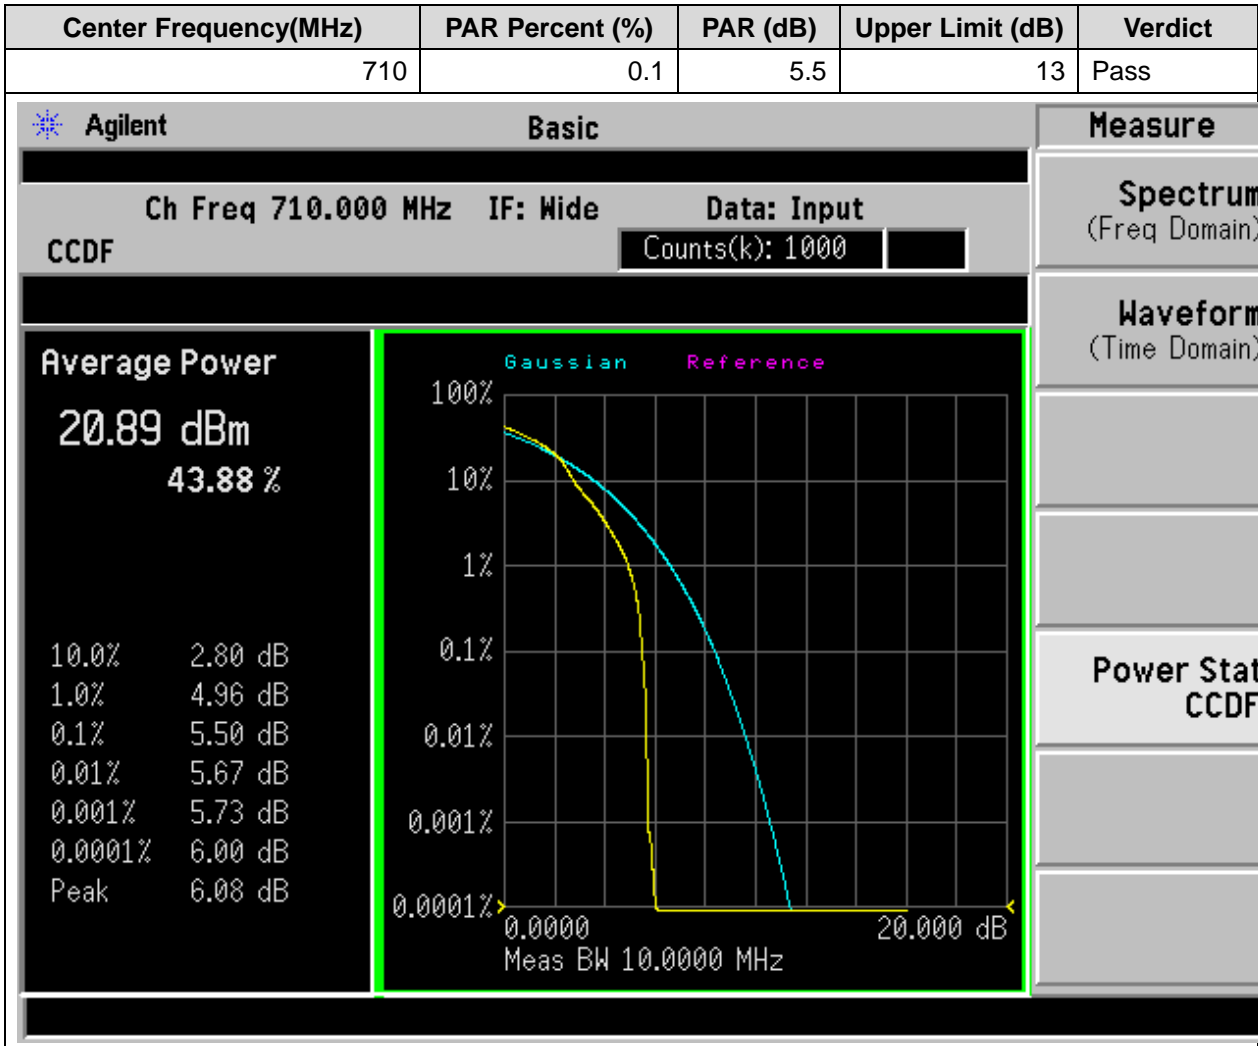 Center Frequency(MHz) PAR Percent (%) PAR (dB) Upper Limit (dB) Verdict
710 0.1 5.5 13 Pass
Agilent Basic Measure
Ch Freq 710.000 MHz IF: Wide Data: Input
CCDF Counts(k): 1000
Spectrum
(Freq Domain)
Waveform
(Time Domain)
Power Stat
CCDF
Average Power
20.89 dBm
43.88 %
10.0% 2.80 dB
1.0% 4.96 dB
0.1% 5.50 dB
0.01% 5.67 dB
0.001% 5.73 dB
0.0001% 6.00 dB
Peak 6.08 dB
Gaussian Reference
100%
10%
1%
0.1%
0.01%
0.001%
0.0001%
0.0000 20.000 dB
Meas BW 10.0000 MHz